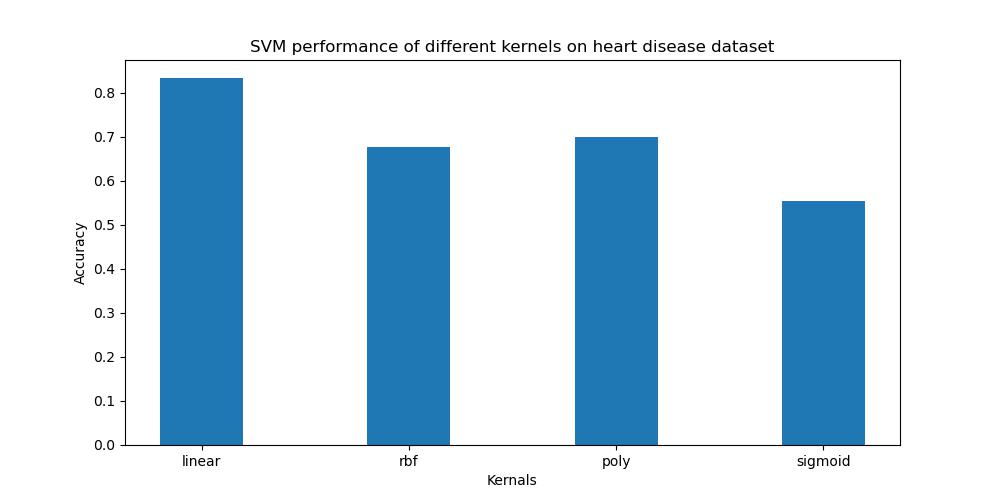 SVM performance of different kernels on heart disease dataset
0.8
0.7
0.6
0.5
0.4
0.3
0.2
0.1
0.0
Accuracy
linear rbf poly sigmoid
Kernals